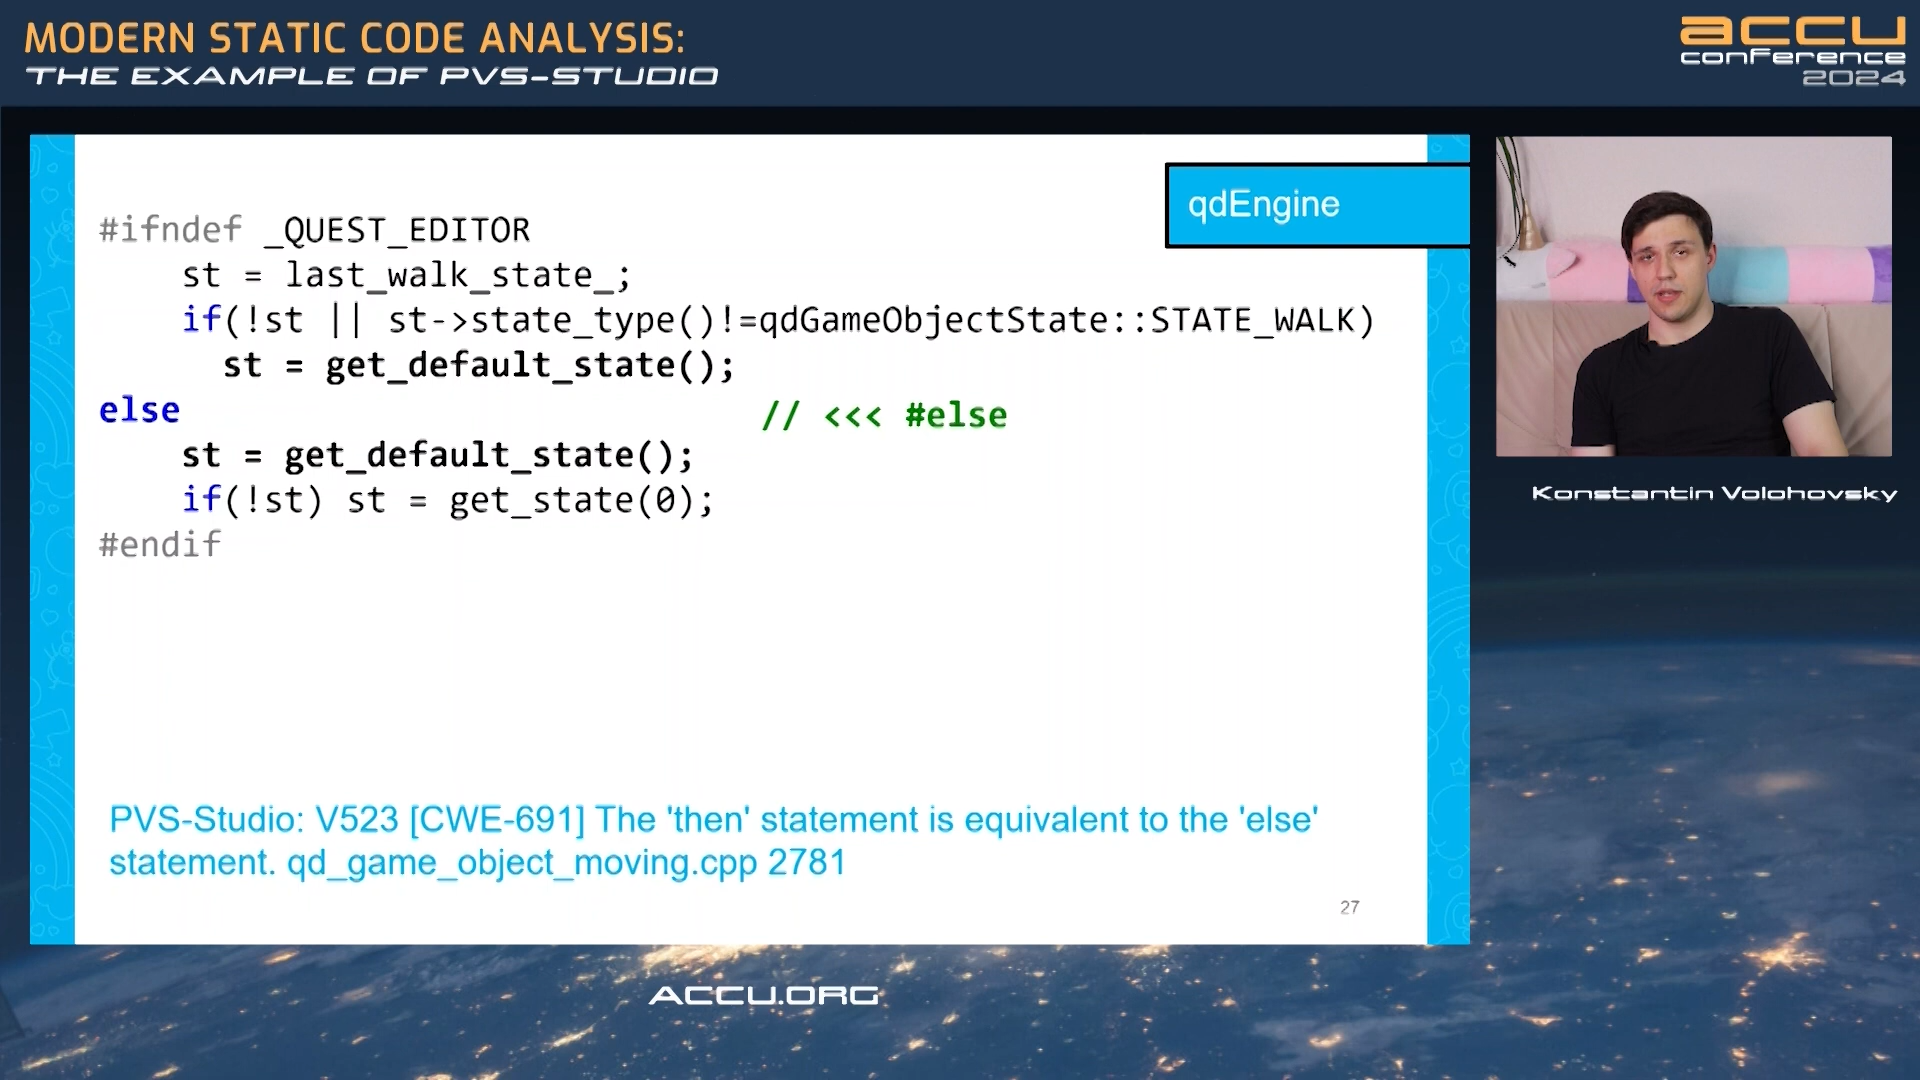 MODERN STATIC CODE ANALYSIS:
THE EXAMPLE OF PVS-STUDIO
accu
conference
2024
qdEngine
#ifndef _QUEST_EDITOR
st = last_walk_state_;
if(!st || st->state_type()!=qdGameObjectState::STATE_WALK)
st = get_default_state();
else // <<< #else
st = get_default_state();
if(!st) st = get_state(0);
#endif
PVS-Studio: V523 [CWE-691] The 'then' statement is equivalent to the 'else'
statement. qd_game_object_moving.cpp 2781
27
Konstantin Volohovsky
ACCU.ORG